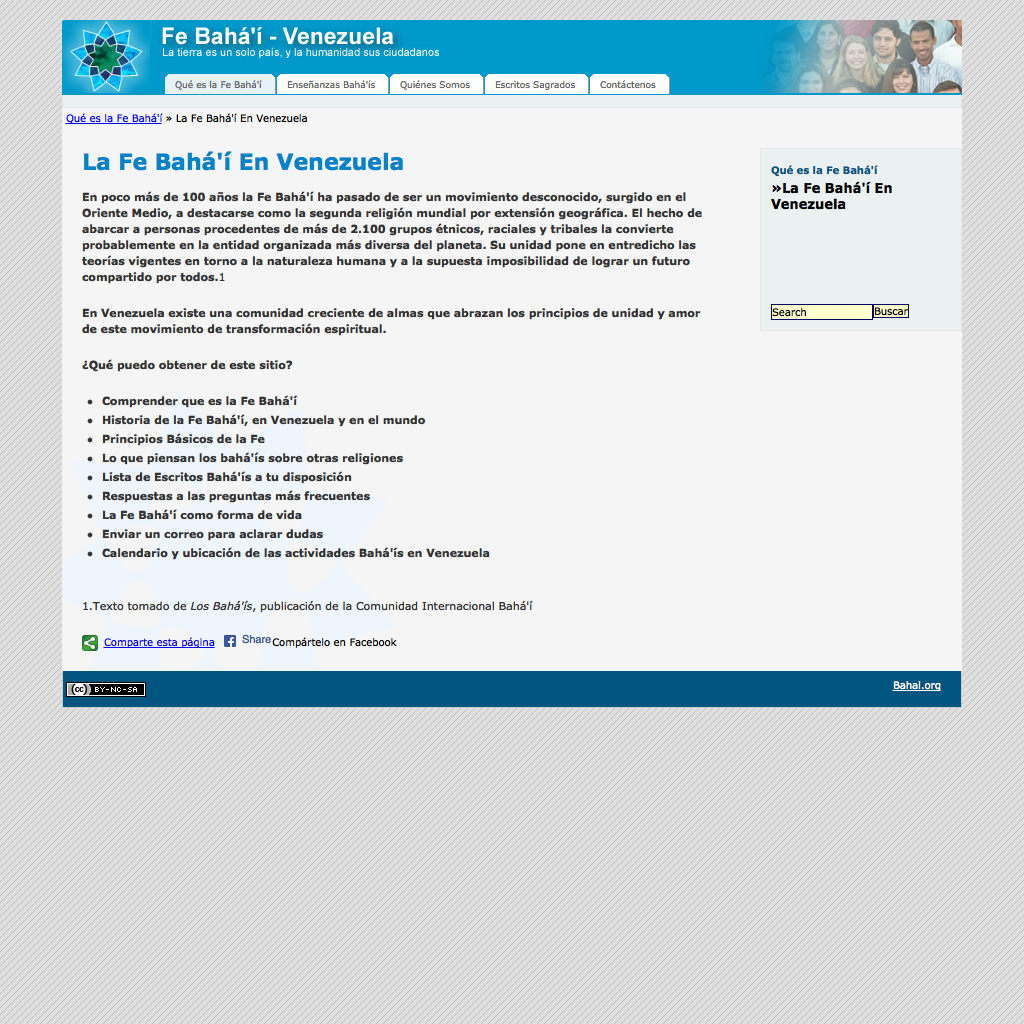 Fe Bahá'í - Venezuela
La tierra es un solo país, y la humanidad sus ciudadanos
Qué es la Fe Bahá'í
Enseñanzas Bahá'ís
Quiénes Somos
Escritos Sagrados
Contáctenos
Qué es la Fe Bahá'í » La Fe Bahá'í En Venezuela
La Fe Bahá'í En Venezuela
En poco más de 100 años la Fe Bahá'í ha pasado de ser un movimiento desconocido, surgido en el
Oriente Medio, a destacarse como la segunda religión mundial por extensión geográfica. El hecho de
abarcar a personas procedentes de más de 2.100 grupos étnicos, raciales y tribales la convierte
probablemente en la entidad organizada más diversa del planeta. Su unidad pone en entredicho las
teorías vigentes en torno a la naturaleza humana y a la supuesta imposibilidad de lograr un futuro
compartido por todos.1
En Venezuela existe una comunidad creciente de almas que abrazan los principios de unidad y amor
de este movimiento de transformación espiritual.
¿Qué puedo obtener de este sitio?
Comprender que es la Fe Bahá'í
Historia de la Fe Bahá'í, en Venezuela y en el mundo
Principios Básicos de la Fe
Lo que piensan los bahá'ís sobre otras religiones
Lista de Escritos Bahá'ís a tu disposición
Respuestas a las preguntas más frecuentes
La Fe Bahá'í como forma de vida
Enviar un correo para aclarar dudas
Calendario y ubicación de las actividades Bahá'ís en Venezuela
1.Texto tomado de Los Bahá'ís, publicación de la Comunidad Internacional Bahá'í
Comparte esta página Share Compártelo en Facebook
Qué es la Fe Bahá'í
»La Fe Bahá'í En
Venezuela
Search Buscar
cc BY-NC-SA
Bahai.org